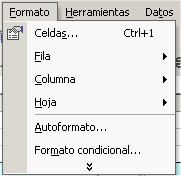 Formato Herramientas Datos
Celdas... Ctrl+1
Fila
Columna
Hoja
Autoformato...
Formato condicional...